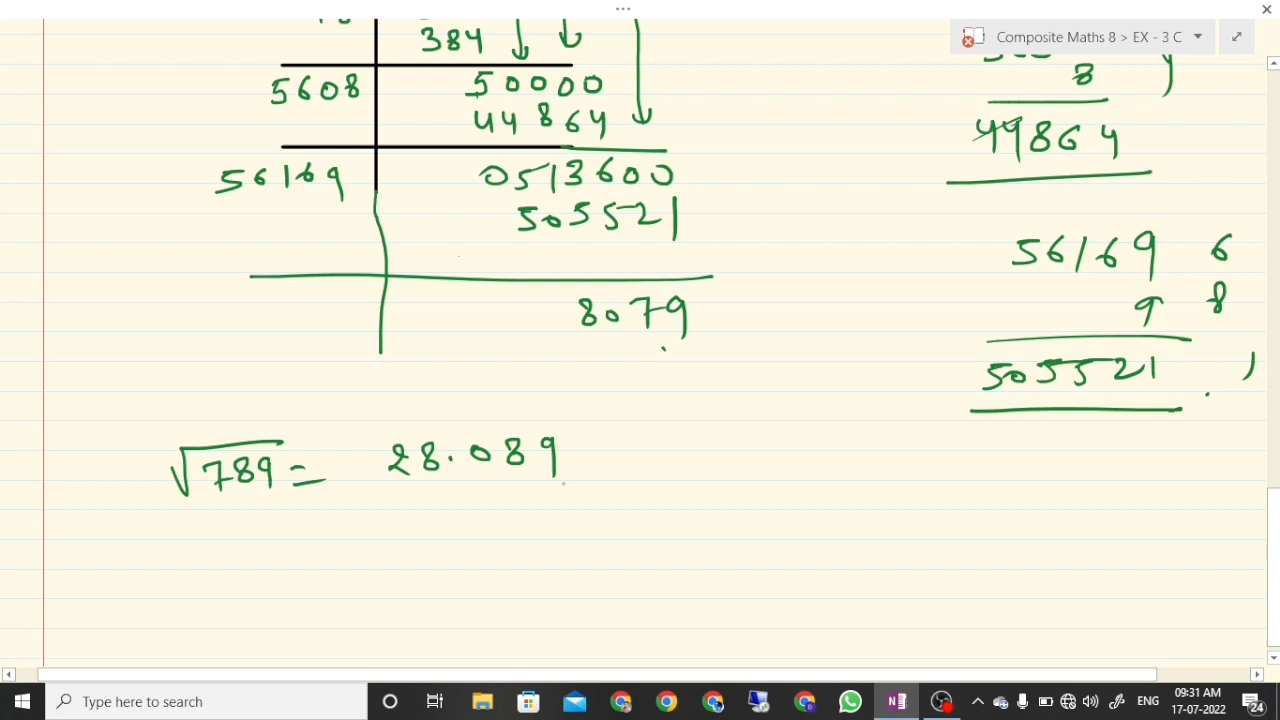 Composite Maths 8 > EX - 3 C
384
5608 50000
44864
8
44864
56169 0513600
505521
56169 6
9 8
8079
505521
√789 = 28.089
Type here to search
ENG
09:31 AM
17-07-2022
24